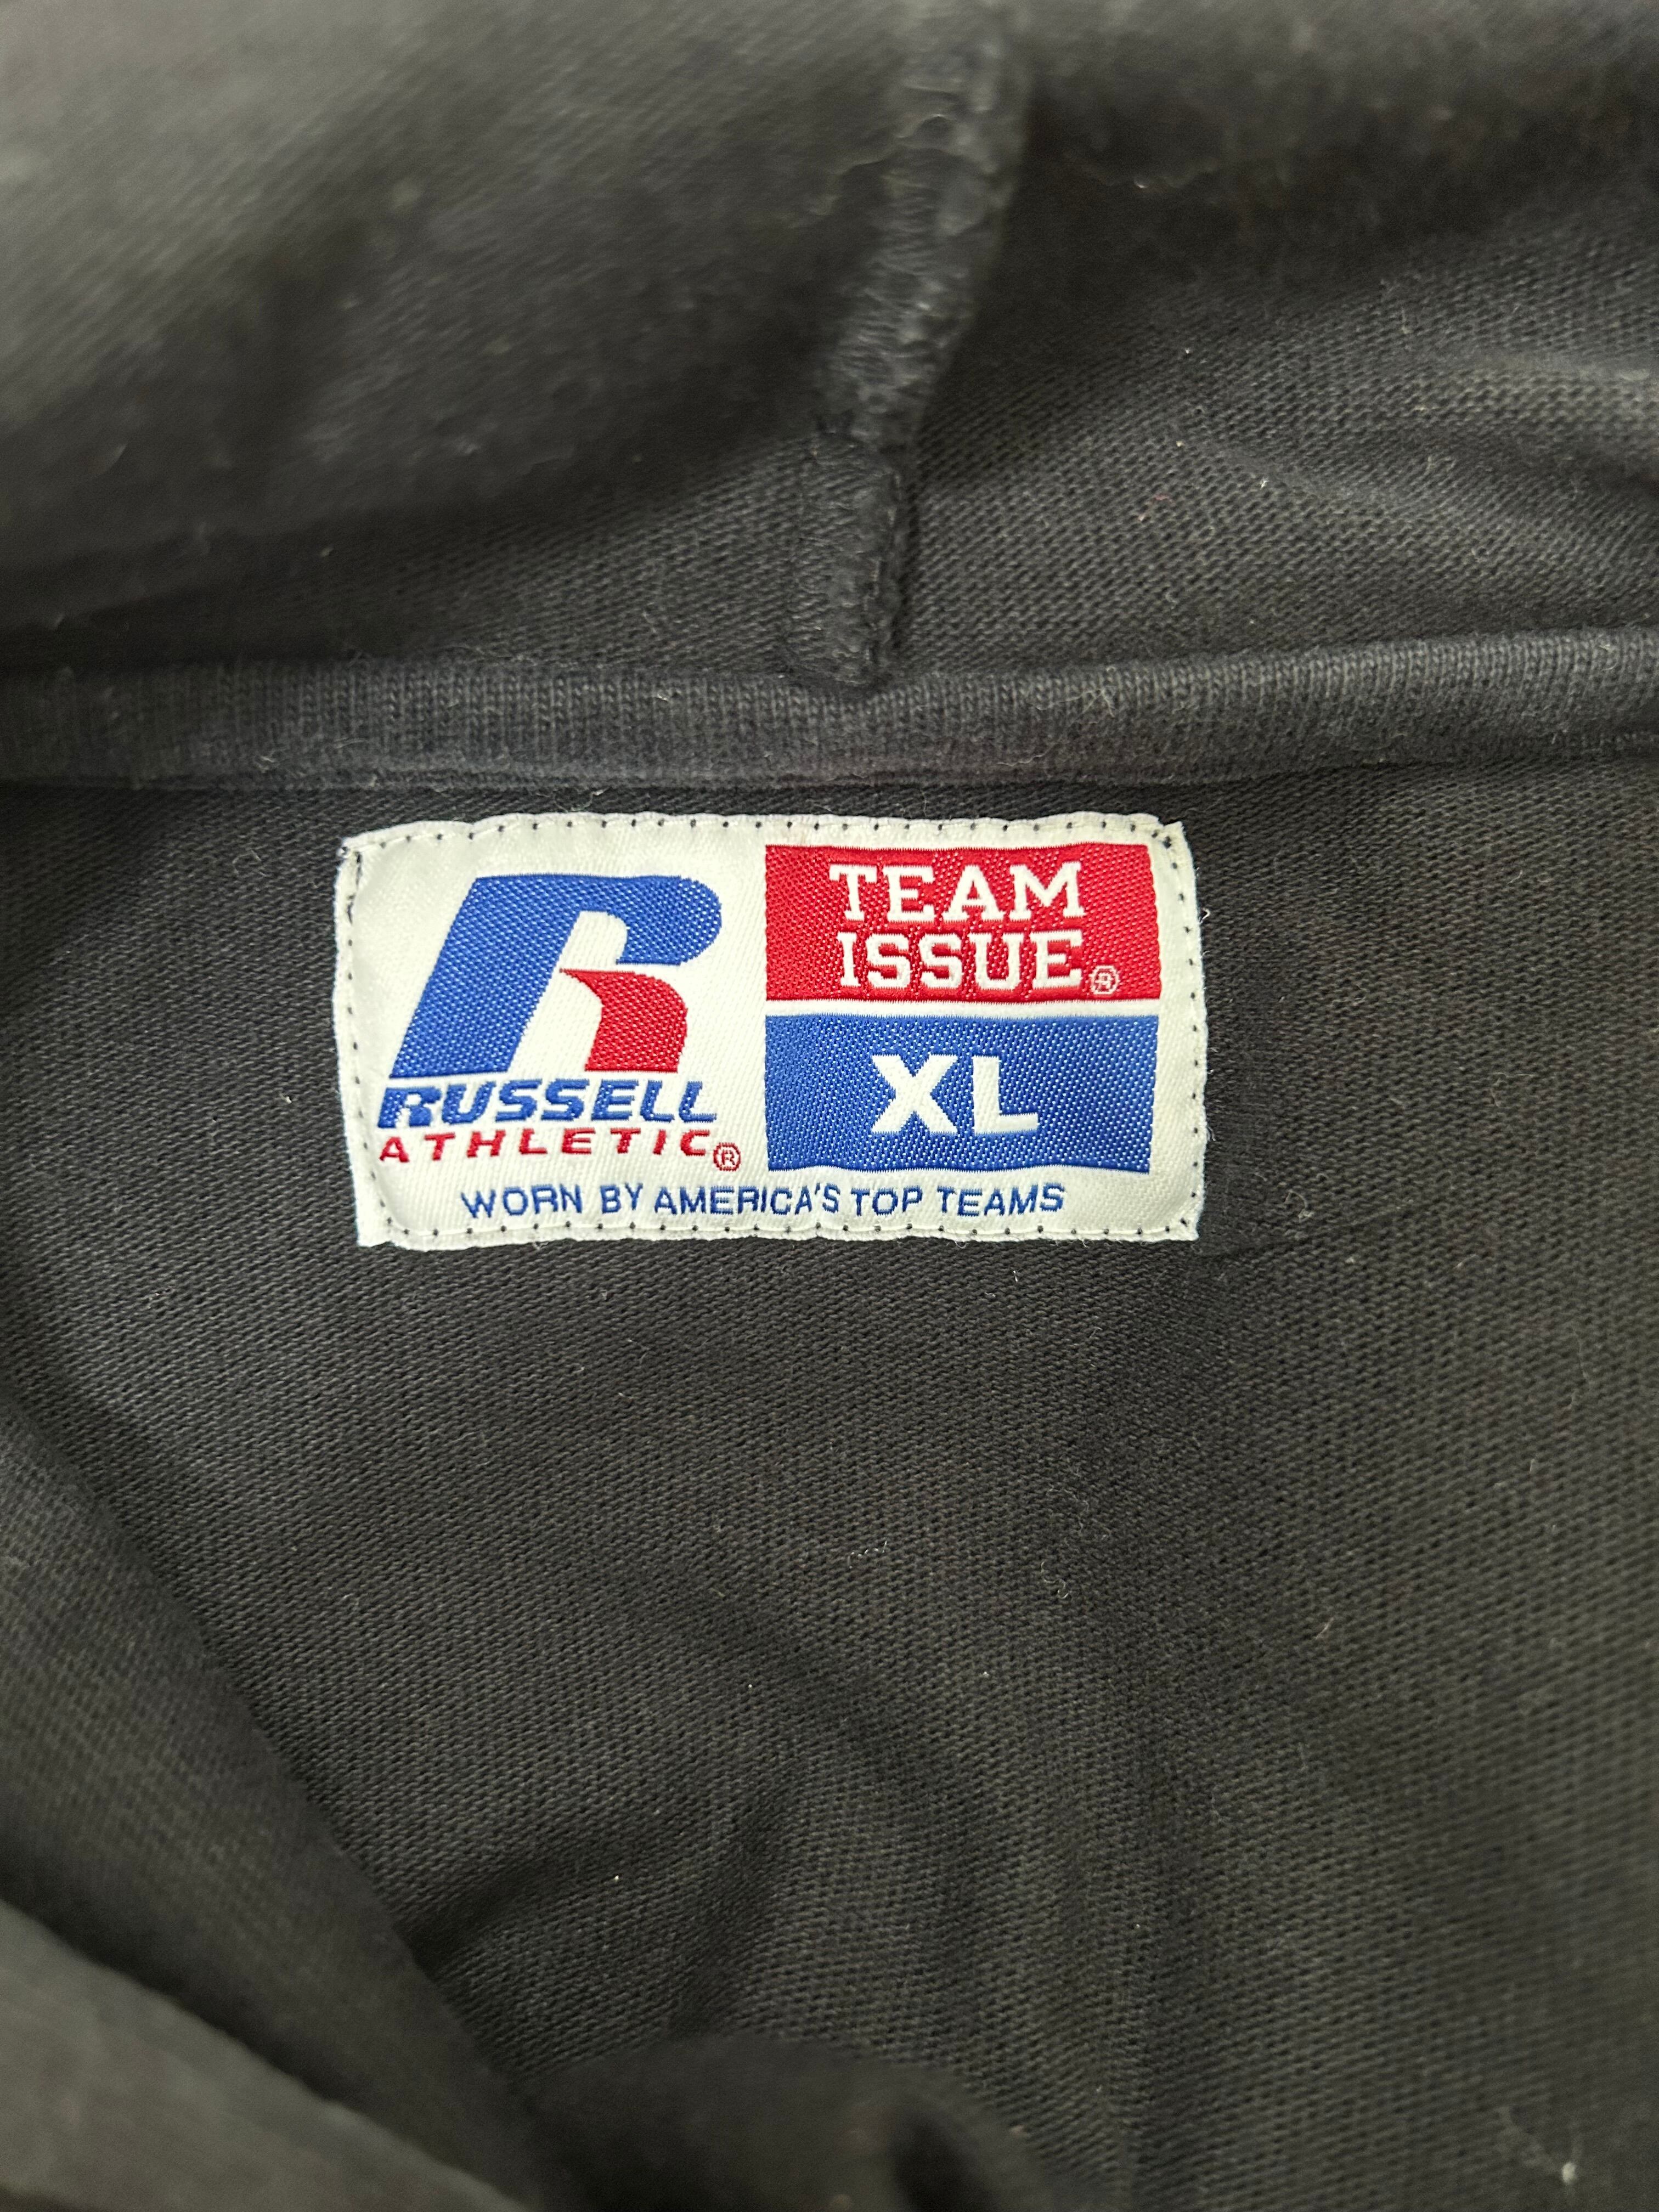 TEAM
ISSUE®
XL
RUSSELL
ATHLETIC®
WORN BY AMERICA'S TOP TEAMS